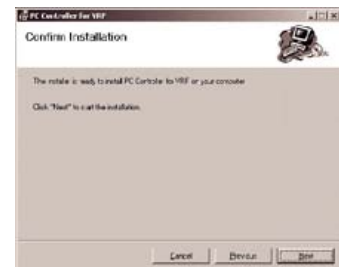 PC Controller for VRF
Confirm Installation
The installer is ready to install PC Controller for VRF on your computer
Click "Next" to start the installation.
Cancel
Previous
Next